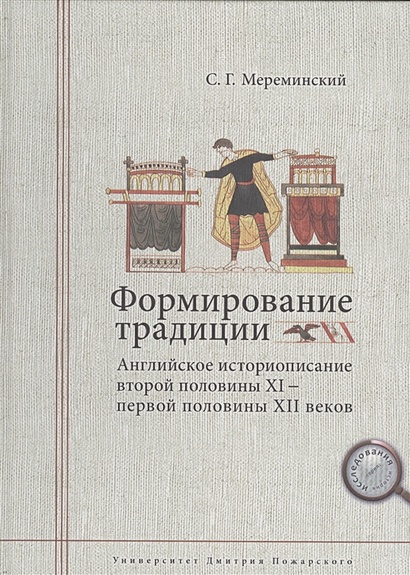 С. Г. Мереминский
Формирование
традиции
Английское историописание
второй половины XI –
первой половины XII веков
исследования
Университет Дмитрия Пожарского